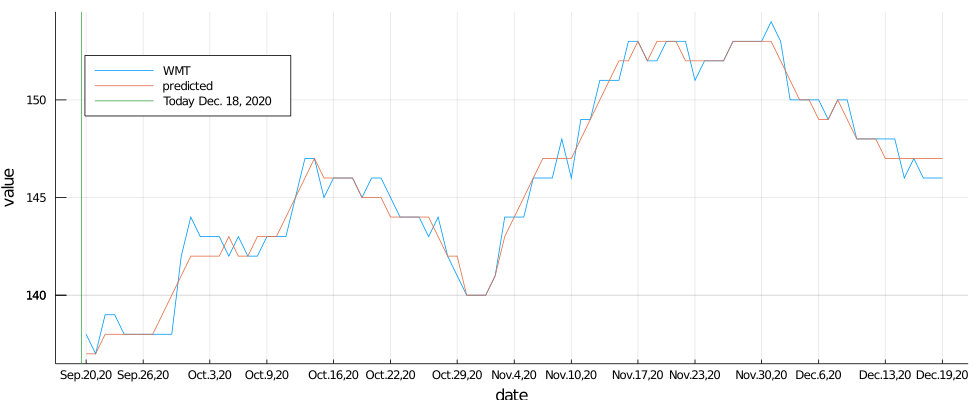 WMT
predicted
Today Dec. 18, 2020
value
150
145
140
Sep.20,20 Sep.26,20 Oct.3,20 Oct.9,20 Oct.16,20 Oct.22,20 Oct.29,20 Nov.4,20 Nov.10,20 Nov.17,20 Nov.23,20 Nov.30,20 Dec.6,20 Dec.13,20 Dec.19,20
date